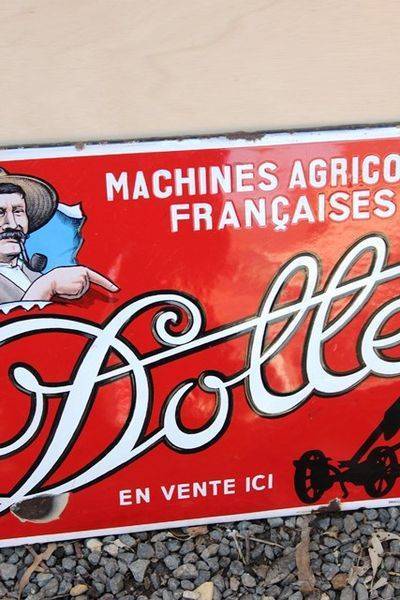 MACHINES AGRICO
FRANÇAISES
Dolle
EN VENTE ICI